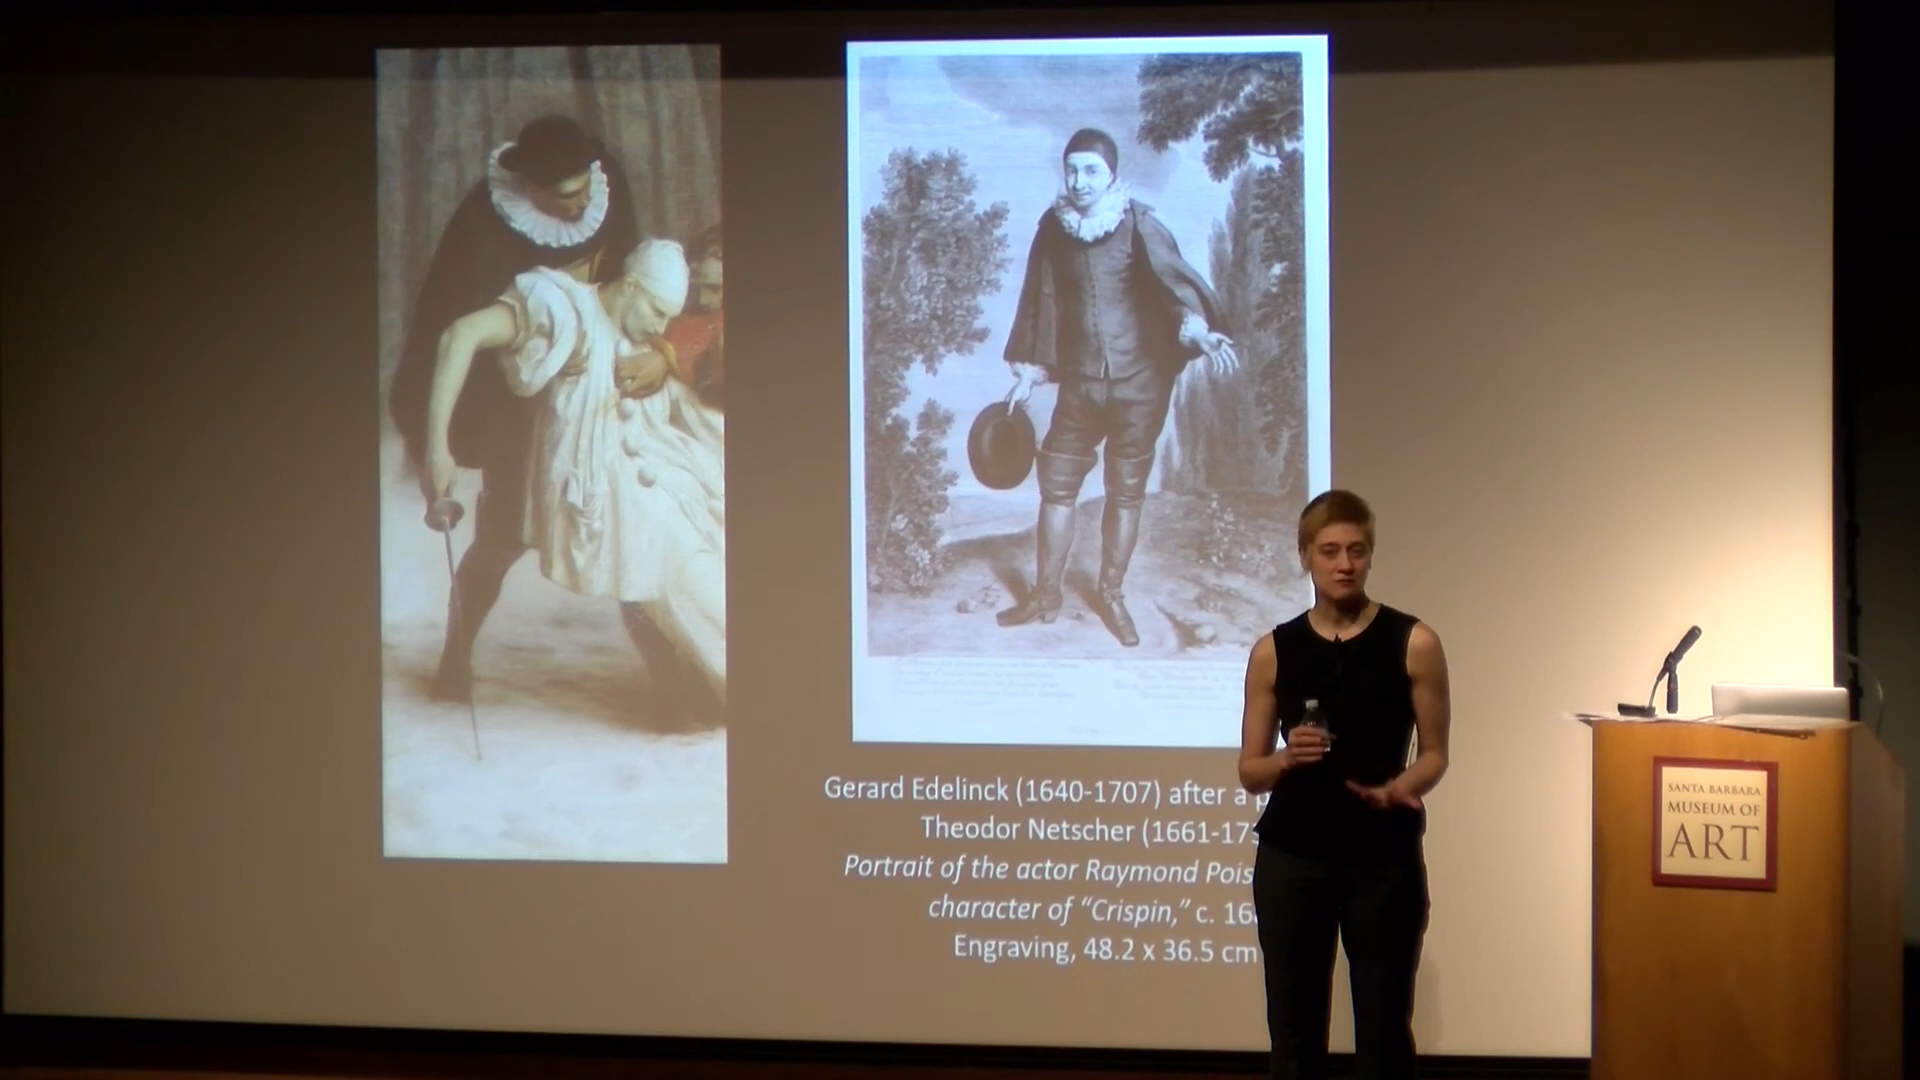 Gerard Edelinck (1640-1707) after a
Theodor Netscher (1661-17
Portrait of the actor Raymond Pois
character of “Crispin,” c. 16
Engraving, 48.2 x 36.5 cm
SANTA BARBARA
MUSEUM OF
ART